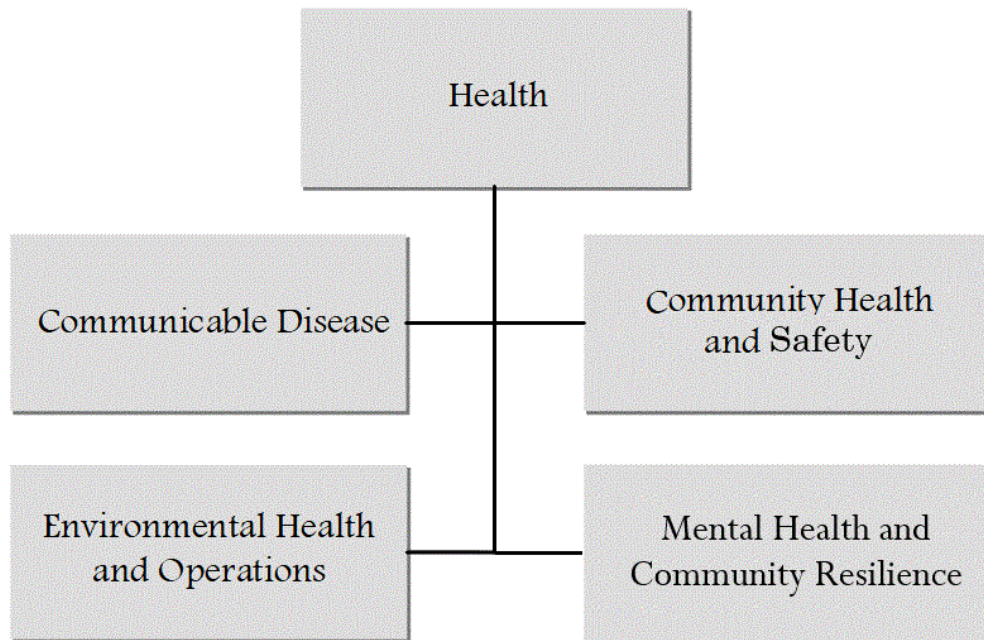 Health
Communicable Disease
Community Health
and Safety
Environmental Health
and Operations
Mental Health and
Community Resilience